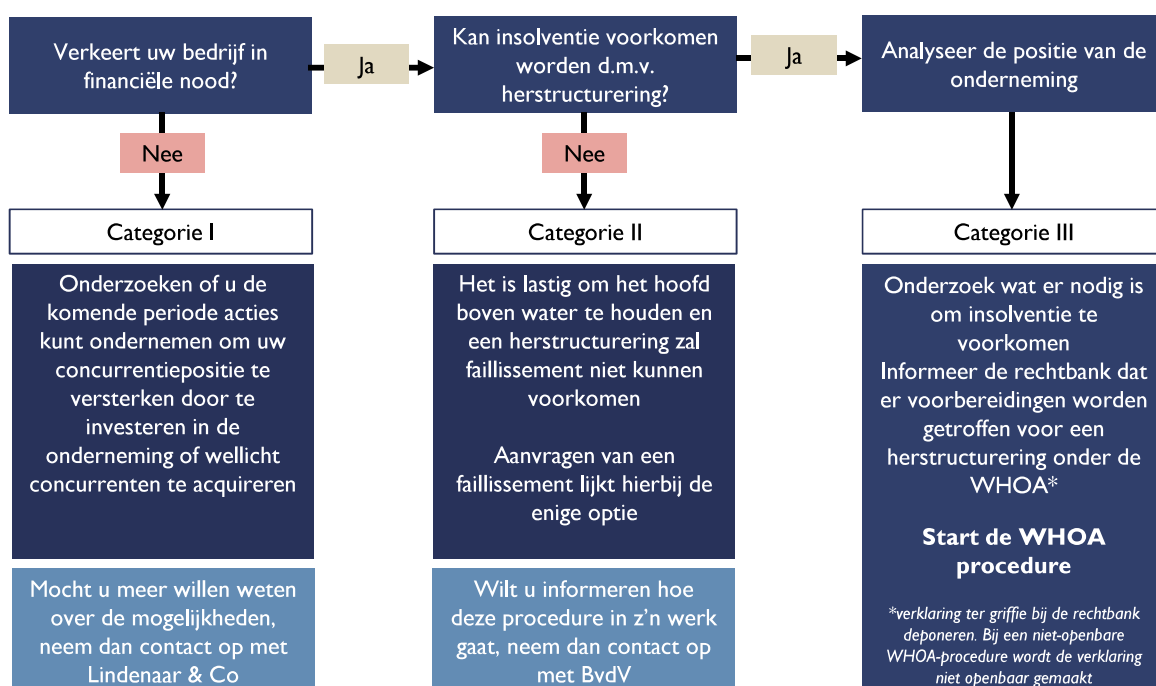 Verkeert uw bedrijf in
financiële nood?
Ja
Kan insolventie voorkomen
worden d.m.v.
herstructurering?
Ja
Analyseer de positie van de
onderneming
Nee
Nee
Categorie I
Onderzoeken of u de
komende periode acties
kunt ondernemen om uw
concurrentiepositie te
versterken door te
investeren in de
onderneming of wellicht
concurrenten te acquireren
Mocht u meer willen weten
over de mogelijkheden,
neem dan contact op met
Lindenaar & Co
Categorie II
Het is lastig om het hoofd
boven water te houden en
een herstructurering zal
faillissement niet kunnen
voorkomen
Aanvragen van een
faillissement lijkt hierbij de
enige optie
Wilt u informeren hoe
deze procedure in z'n werk
gaat, neem dan contact op
met BvdV
Categorie III
Onderzoek wat er nodig is
om insolventie te
voorkomen
Informeer de rechtbank dat
er voorbereidingen worden
getroffen voor een
herstructurering onder de
WHOA*
Start de WHOA
procedure
*verklaring ter griffie bij de rechtbank
deponeren. Bij een niet-openbare
WHOA-procedure wordt de verklaring
niet openbaar gemaakt